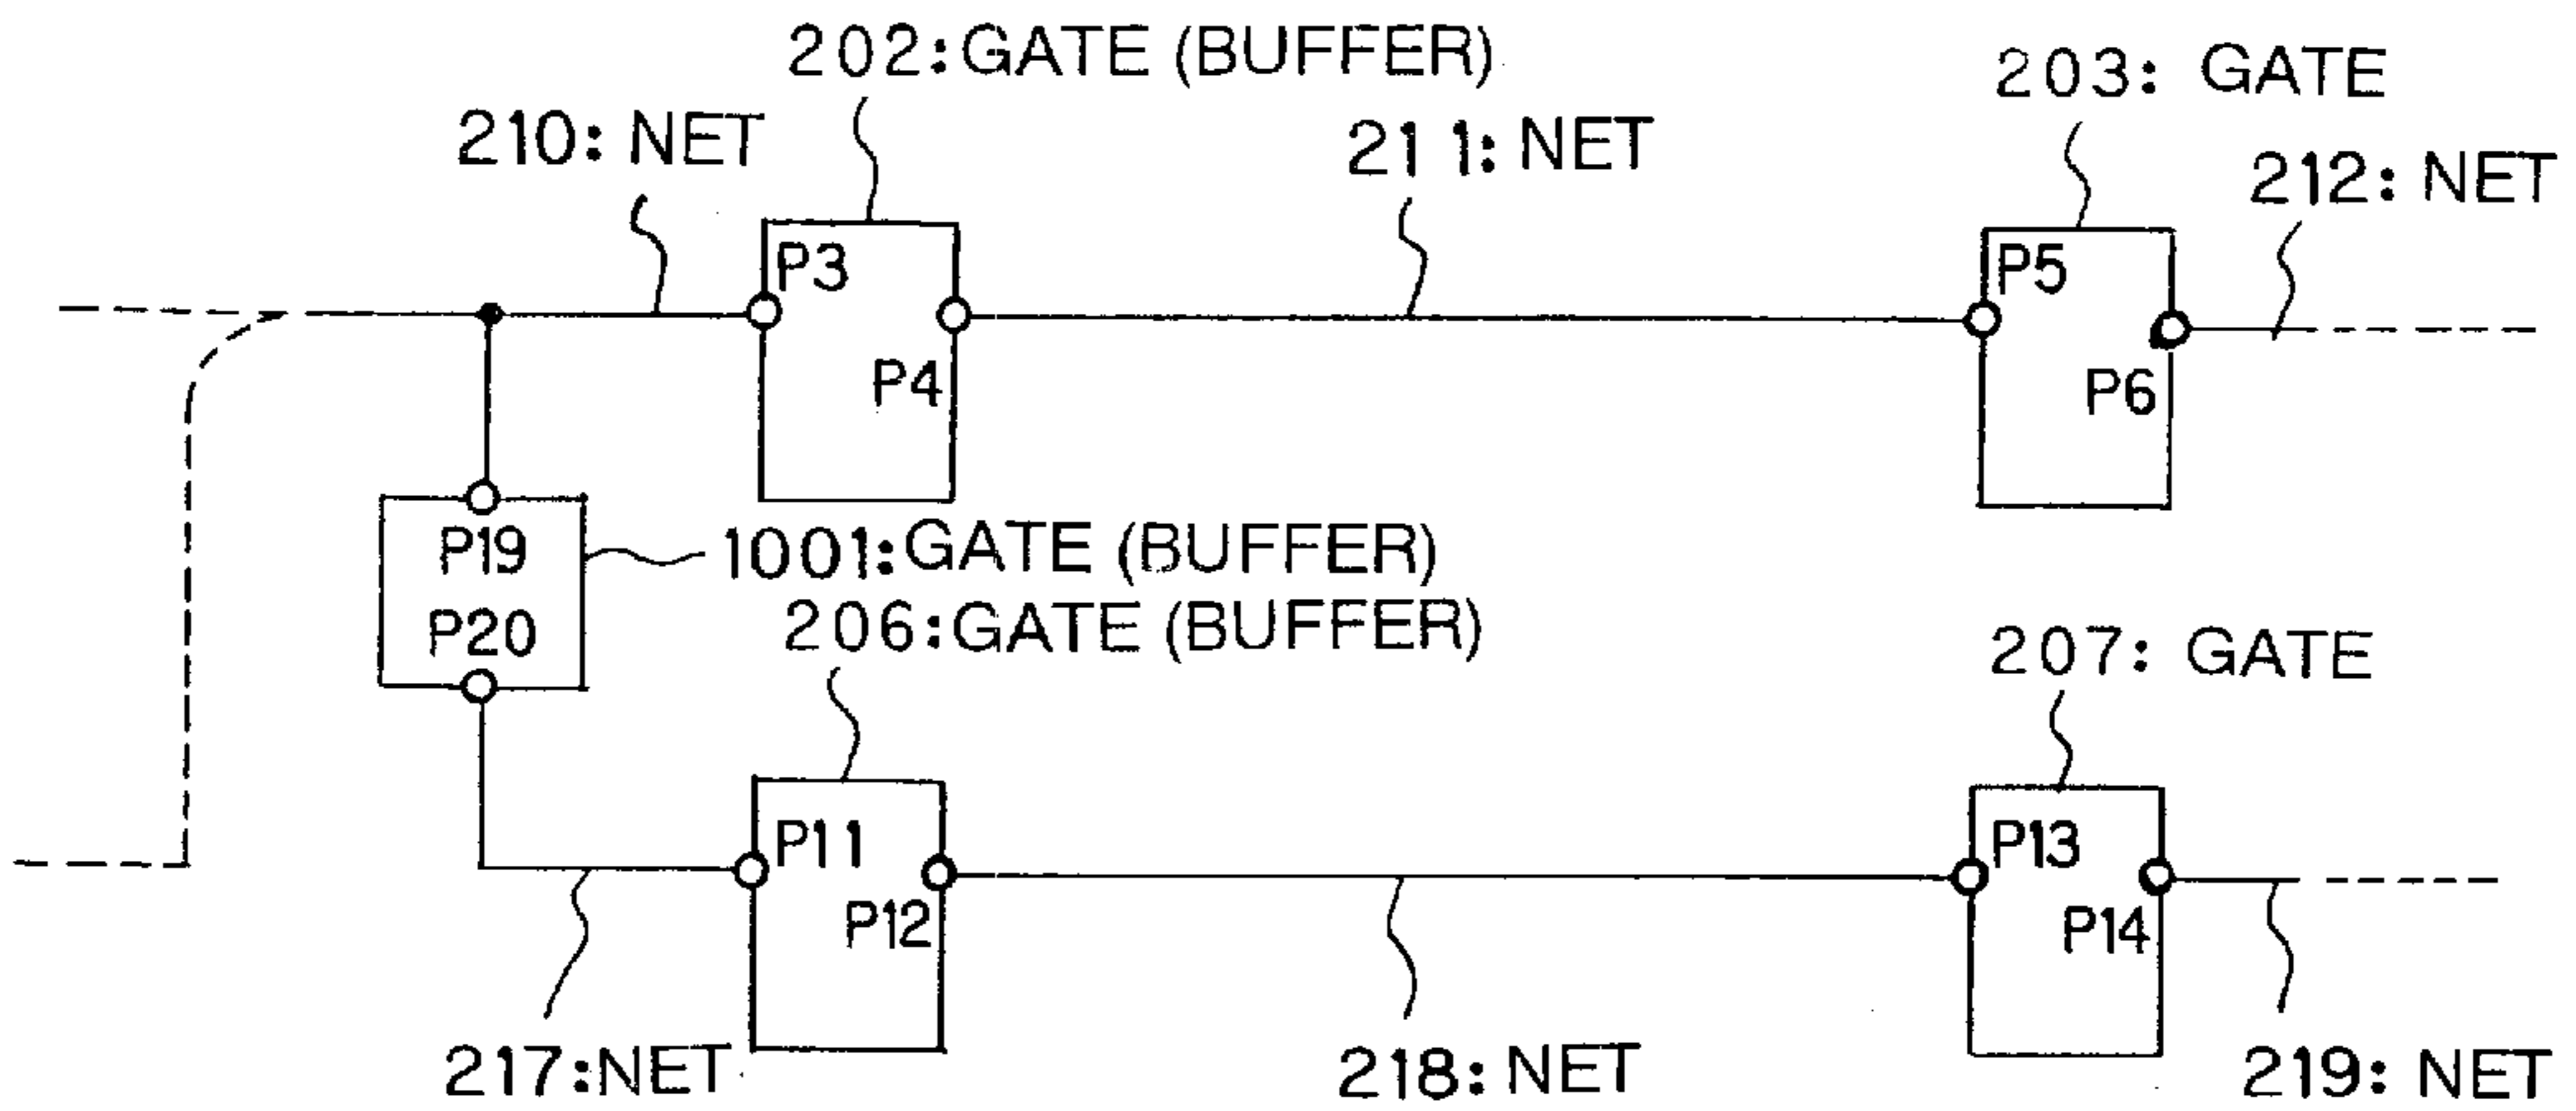 202:GATE (BUFFER)
203: GATE
210: NET
211: NET
212: NET
P3
P5
P4
P6
P19
1001:GATE (BUFFER)
P20
206:GATE (BUFFER)
207: GATE
P11
P13
P12
P14
217:NET
218: NET
219: NET